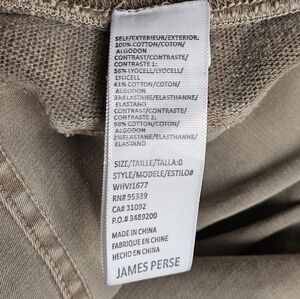 SELF/EXTERIEUR/EXTERIOR:
100% COTTON/COTON/
ALGODON
CONTRAST/CONTRASTE/
CONTRASTE 1:
56% LYOCELL/LYOCELL/
LYOCELL
41% COTTON/COTON/
ALGODON
3%ELASTANE/ELASTHANNE/
ELASTANO
CONTRAST/CONTRASTE/
CONTRASTE 2:
98% COTTON/COTON/
ALGODON
2%ELASTANE/ELASTHANNE/
ELASTANO
SIZE/TAILLE/TALLA:0
STYLE/MODELE/ESTILO#
WHVJ1677
RN# 95339
CA# 31092
P.O.# 3489200
MADE IN CHINA
FABRIQUE EN CHINE
HECHO EN CHINA
JAMES PERSE